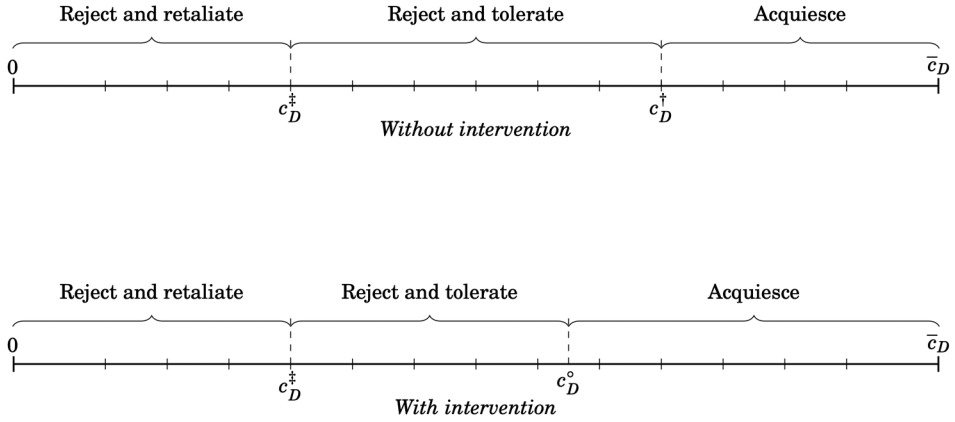 Reject and retaliate Reject and tolerate Acquiesce
0 c̅_D
c_D^‡ c_D^†
Without intervention
Reject and retaliate Reject and tolerate Acquiesce
0 c̅_D
c_D^‡ c_D^°
With intervention